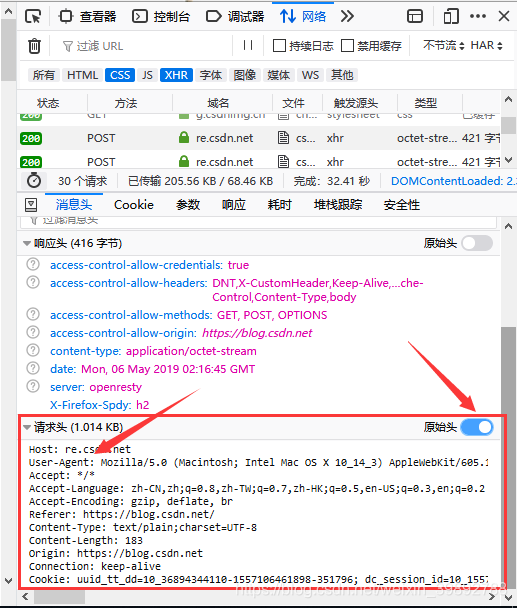 查看器 控制台 调试器 网络
过滤 URL 持续日志 禁用缓存 不节流 HAR
所有 HTML CSS JS XHR 字体 图像 媒体 WS 其他
状态 方法 域名 文件 触发源头 类型
200 GET g.csdnimg.cn stylesheet css 已缓存
200 POST re.csdn.net cs... xhr octet-stre... 421 字节
200 POST re.csdn.net cs... xhr octet-stre... 421 字节
30 个请求 已传输 205.56 KB / 68.46 KB 完成：32.41 秒 DOMContentLoaded: 2.
消息头 Cookie 参数 响应 耗时 堆栈跟踪 安全性
过滤消息头
响应头 (416 字节) 原始头
access-control-allow-credentials: true
access-control-allow-headers: DNT,X-CustomHeader,Keep-Alive,...che-
Control,Content-Type,body
access-control-allow-methods: GET, POST, OPTIONS
access-control-allow-origin: https://blog.csdn.net
content-type: application/octet-stream
date: Mon, 06 May 2019 02:16:45 GMT
server: openresty
X-Firefox-Spdy: h2
请求头 (1.014 KB) 原始头
Host: re.csdn.net
User-Agent: Mozilla/5.0 (Macintosh; Intel Mac OS X 10_14_3) AppleWebKit/605.1
Accept: */*
Accept-Language: zh-CN,zh;q=0.8,zh-TW;q=0.7,zh-HK;q=0.5,en-US;q=0.3,en;q=0.2
Accept-Encoding: gzip, deflate, br
Referer: https://blog.csdn.net/
Content-Type: text/plain;charset=UTF-8
Content-Length: 183
Origin: https://blog.csdn.net
Connection: keep-alive
Cookie: uuid_tt_dd=10_36894344110-1557106461898-351796; dc_session_id=10_1557